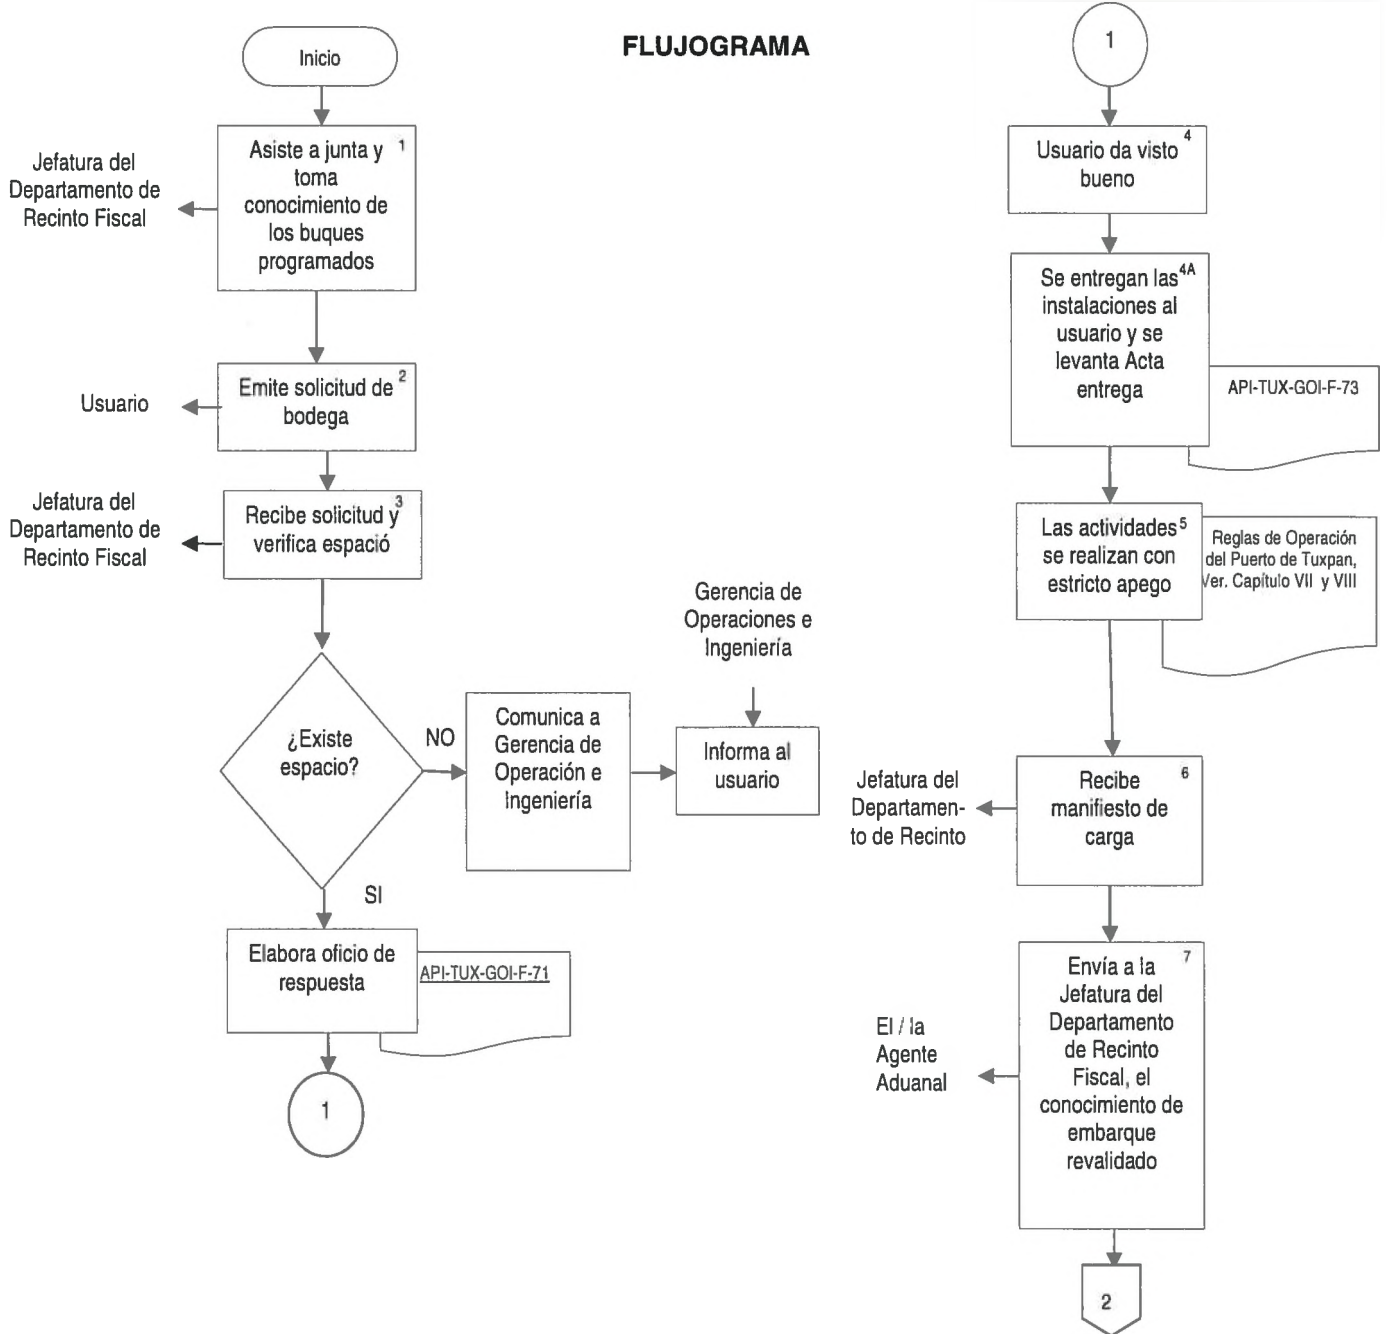 FLUJOGRAMA
Inicio
Jefatura del
Departamento de
Recinto Fiscal
Asiste a junta y 1
toma
conocimiento de
los buques
programados
Usuario
Emite solicitud de 2
bodega
Jefatura del
Departamento de
Recinto Fiscal
Recibe solicitud y 3
verifica espació
¿Existe
espacio?
NO
Comunica a
Gerencia de
Operación e
Ingeniería
Gerencia de
Operaciones e
Ingeniería
Informa al
usuario
SI
Elabora oficio de
respuesta
API-TUX-GOI-F-71
1
1
Usuario da visto 4
bueno
Se entregan las 4A
instalaciones al
usuario y se
levanta Acta
entrega
API-TUX-GOI-F-73
Las actividades 5
se realizan con
estricto apego
Reglas de Operación
del Puerto de Tuxpan,
Ver. Capítulo VII y VIII
Jefatura del
Departamen-
to de Recinto
Recibe 6
manifiesto de
carga
El / la
Agente
Aduanal
Envía a la 7
Jefatura del
Departamento
de Recinto
Fiscal, el
conocimiento de
embarque
revalidado
2